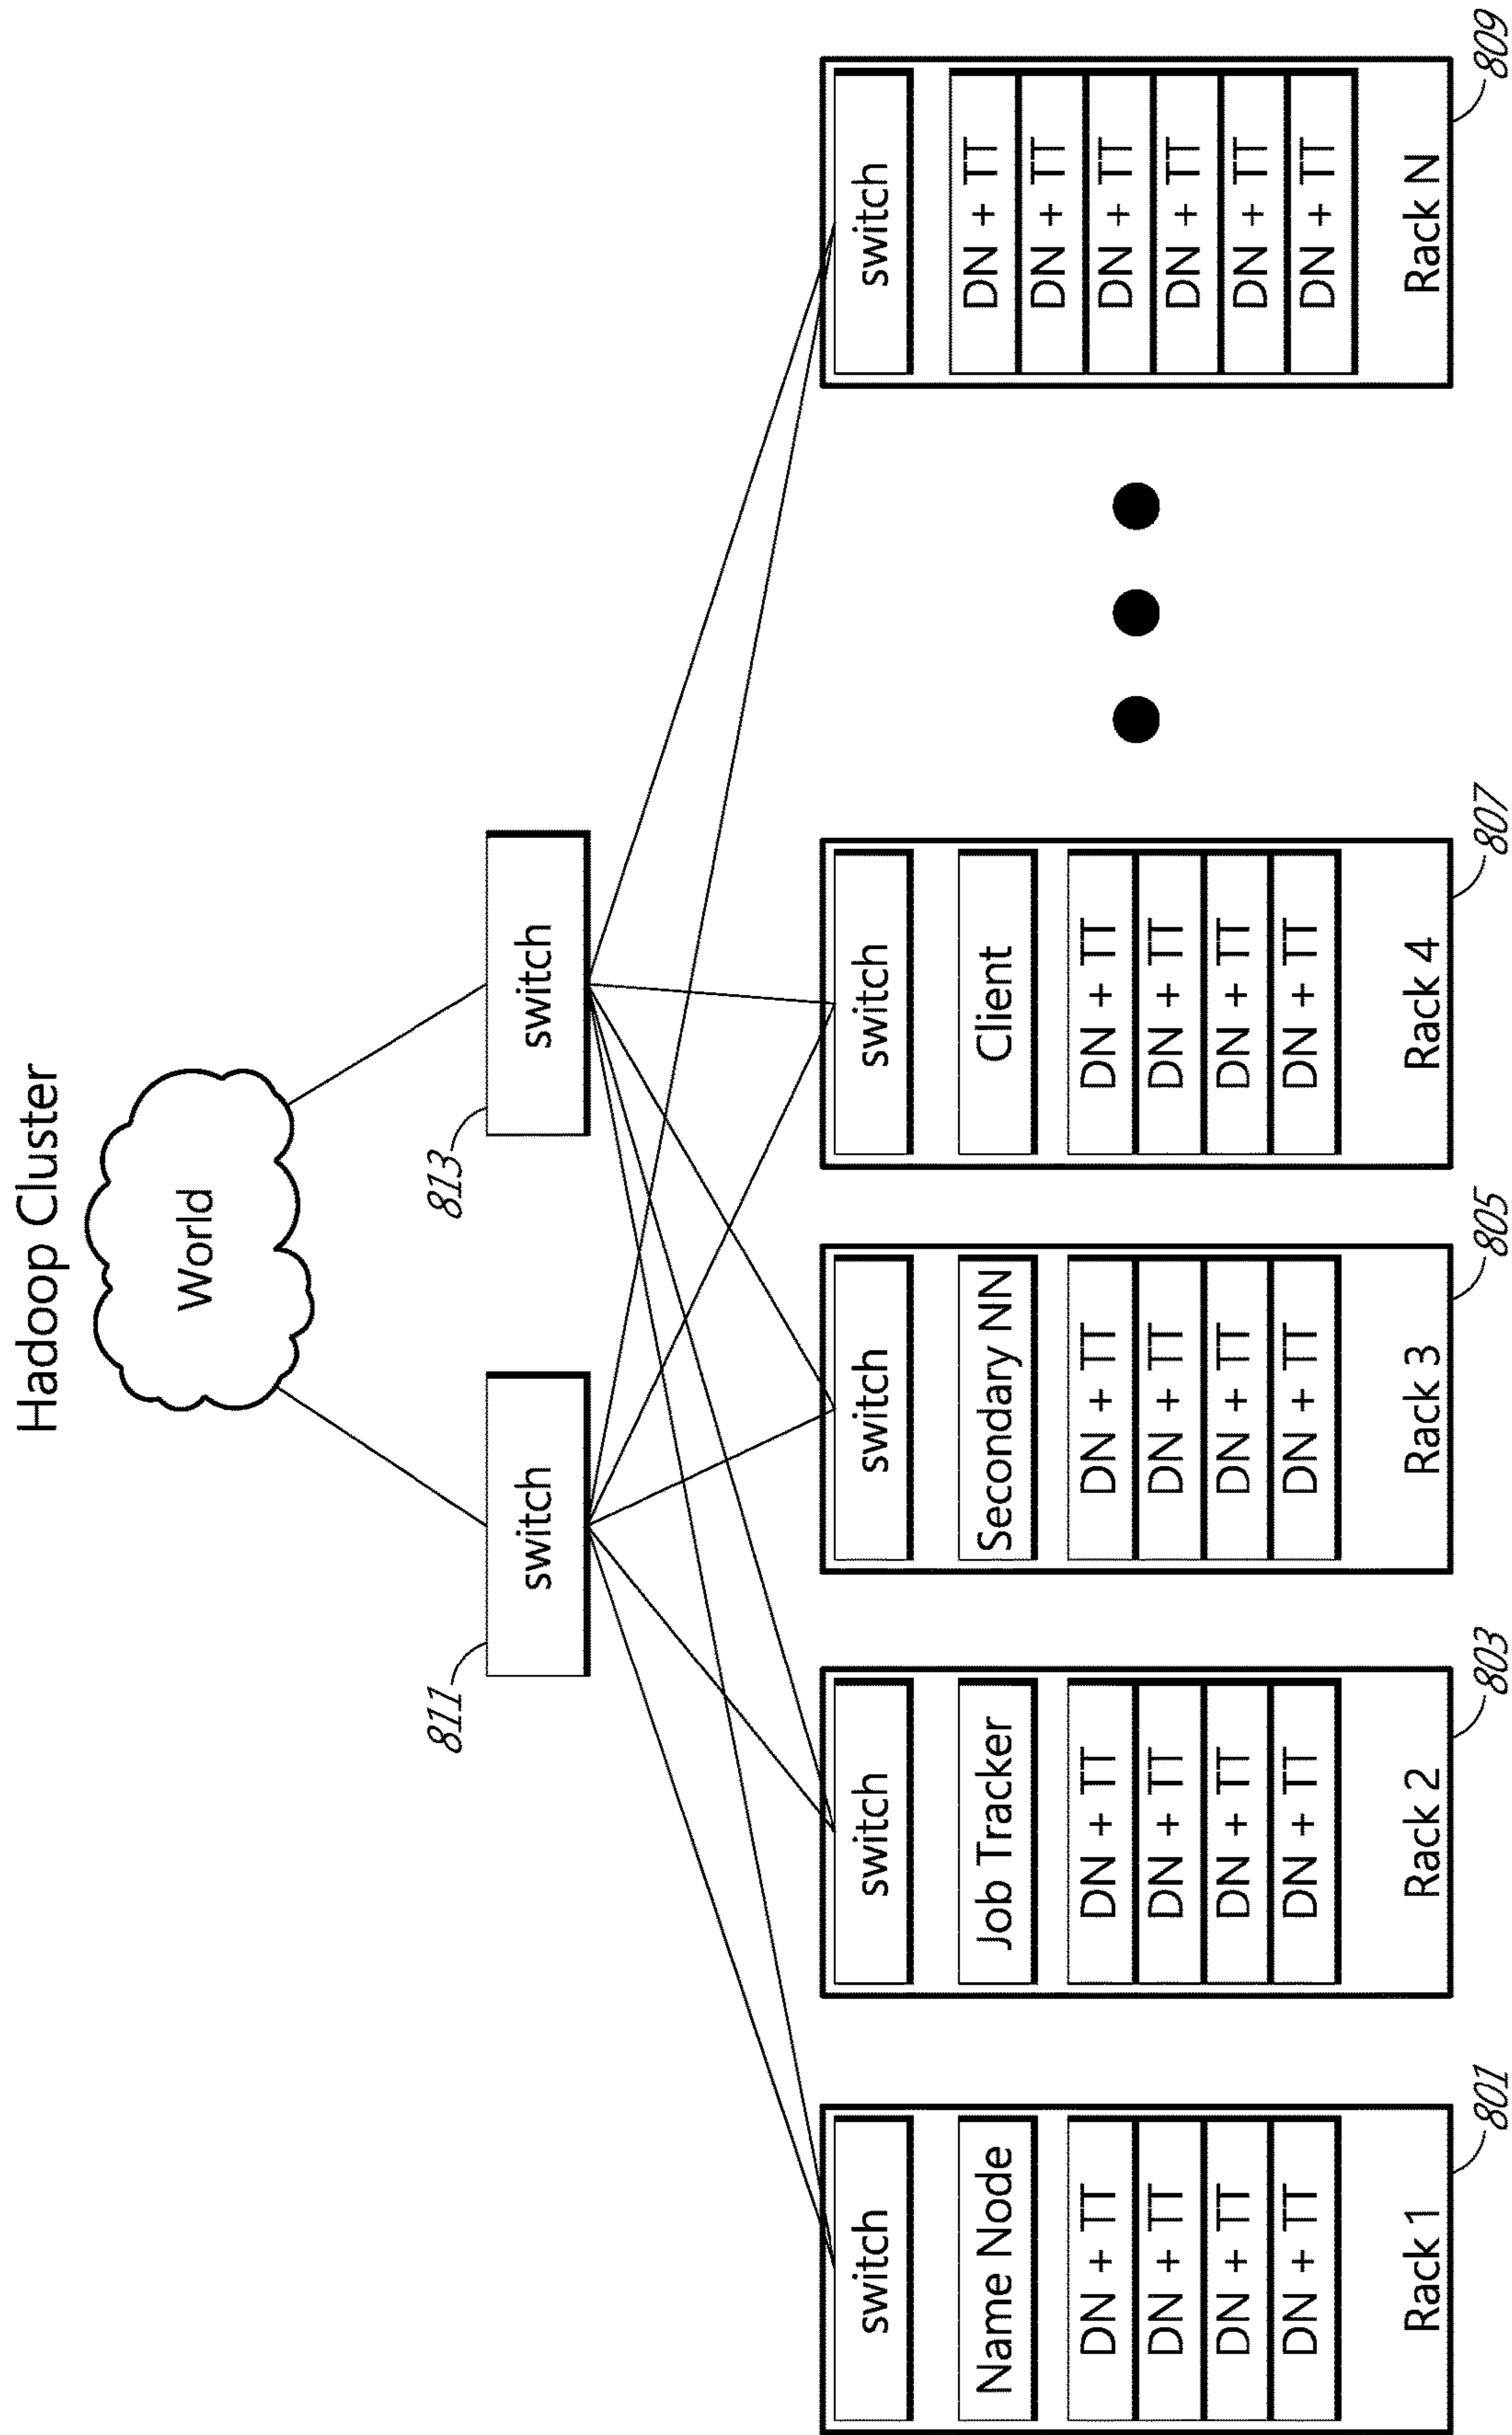 Hadoop Cluster
World
811
switch
813
switch
switch
Name Node
DN + TT
DN + TT
DN + TT
DN + TT
Rack 1
801
switch
Job Tracker
DN + TT
DN + TT
DN + TT
DN + TT
Rack 2
803
switch
Secondary NN
DN + TT
DN + TT
DN + TT
DN + TT
Rack 3
805
switch
Client
DN + TT
DN + TT
DN + TT
DN + TT
Rack 4
807
switch
DN + TT
DN + TT
DN + TT
DN + TT
DN + TT
DN + TT
Rack N
809